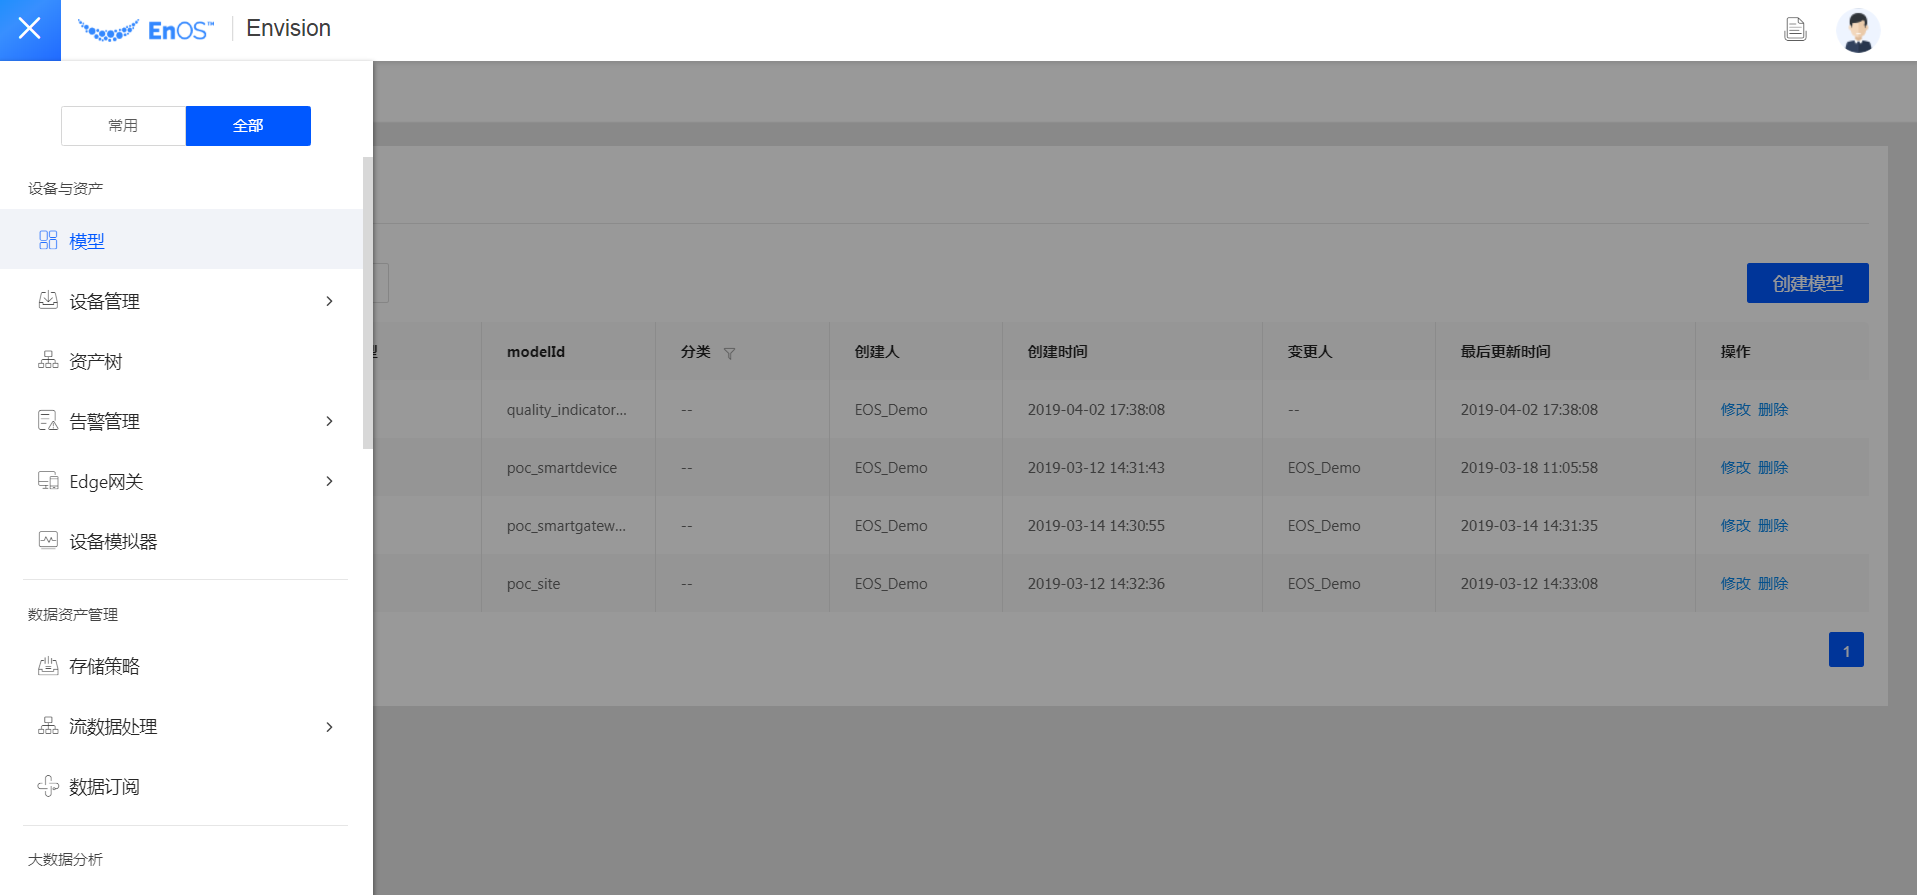 EnOS™ Envision
常用 全部
设备与资产
模型
设备管理
资产树
告警管理
Edge网关
设备模拟器
数据资产管理
存储策略
流数据处理
数据订阅
大数据分析
创建模型
modelId 分类 创建人 创建时间 变更人 最后更新时间 操作
quality_indicator... -- EOS_Demo 2019-04-02 17:38:08 -- 2019-04-02 17:38:08 修改 删除
poc_smartdevice -- EOS_Demo 2019-03-12 14:31:43 EOS_Demo 2019-03-18 11:05:58 修改 删除
poc_smartgatew... -- EOS_Demo 2019-03-14 14:30:55 EOS_Demo 2019-03-14 14:31:35 修改 删除
poc_site -- EOS_Demo 2019-03-12 14:32:36 EOS_Demo 2019-03-12 14:33:08 修改 删除
1